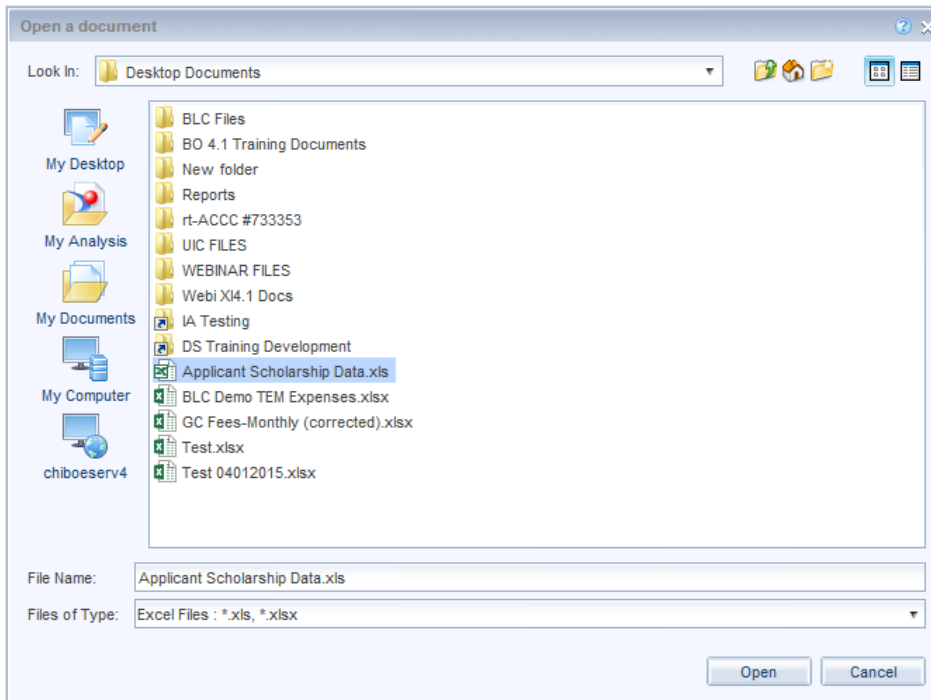 Open a document
Look In: Desktop Documents
My Desktop
My Analysis
My Documents
My Computer
chiboeserv4
BLC Files
BO 4.1 Training Documents
New folder
Reports
rt-ACCC #733353
UIC FILES
WEBINAR FILES
Webi XI4.1 Docs
IA Testing
DS Training Development
Applicant Scholarship Data.xls
BLC Demo TEM Expenses.xlsx
GC Fees-Monthly (corrected).xlsx
Test.xlsx
Test 04012015.xlsx
File Name: Applicant Scholarship Data.xls
Files of Type: Excel Files : *.xls, *.xlsx
Open Cancel